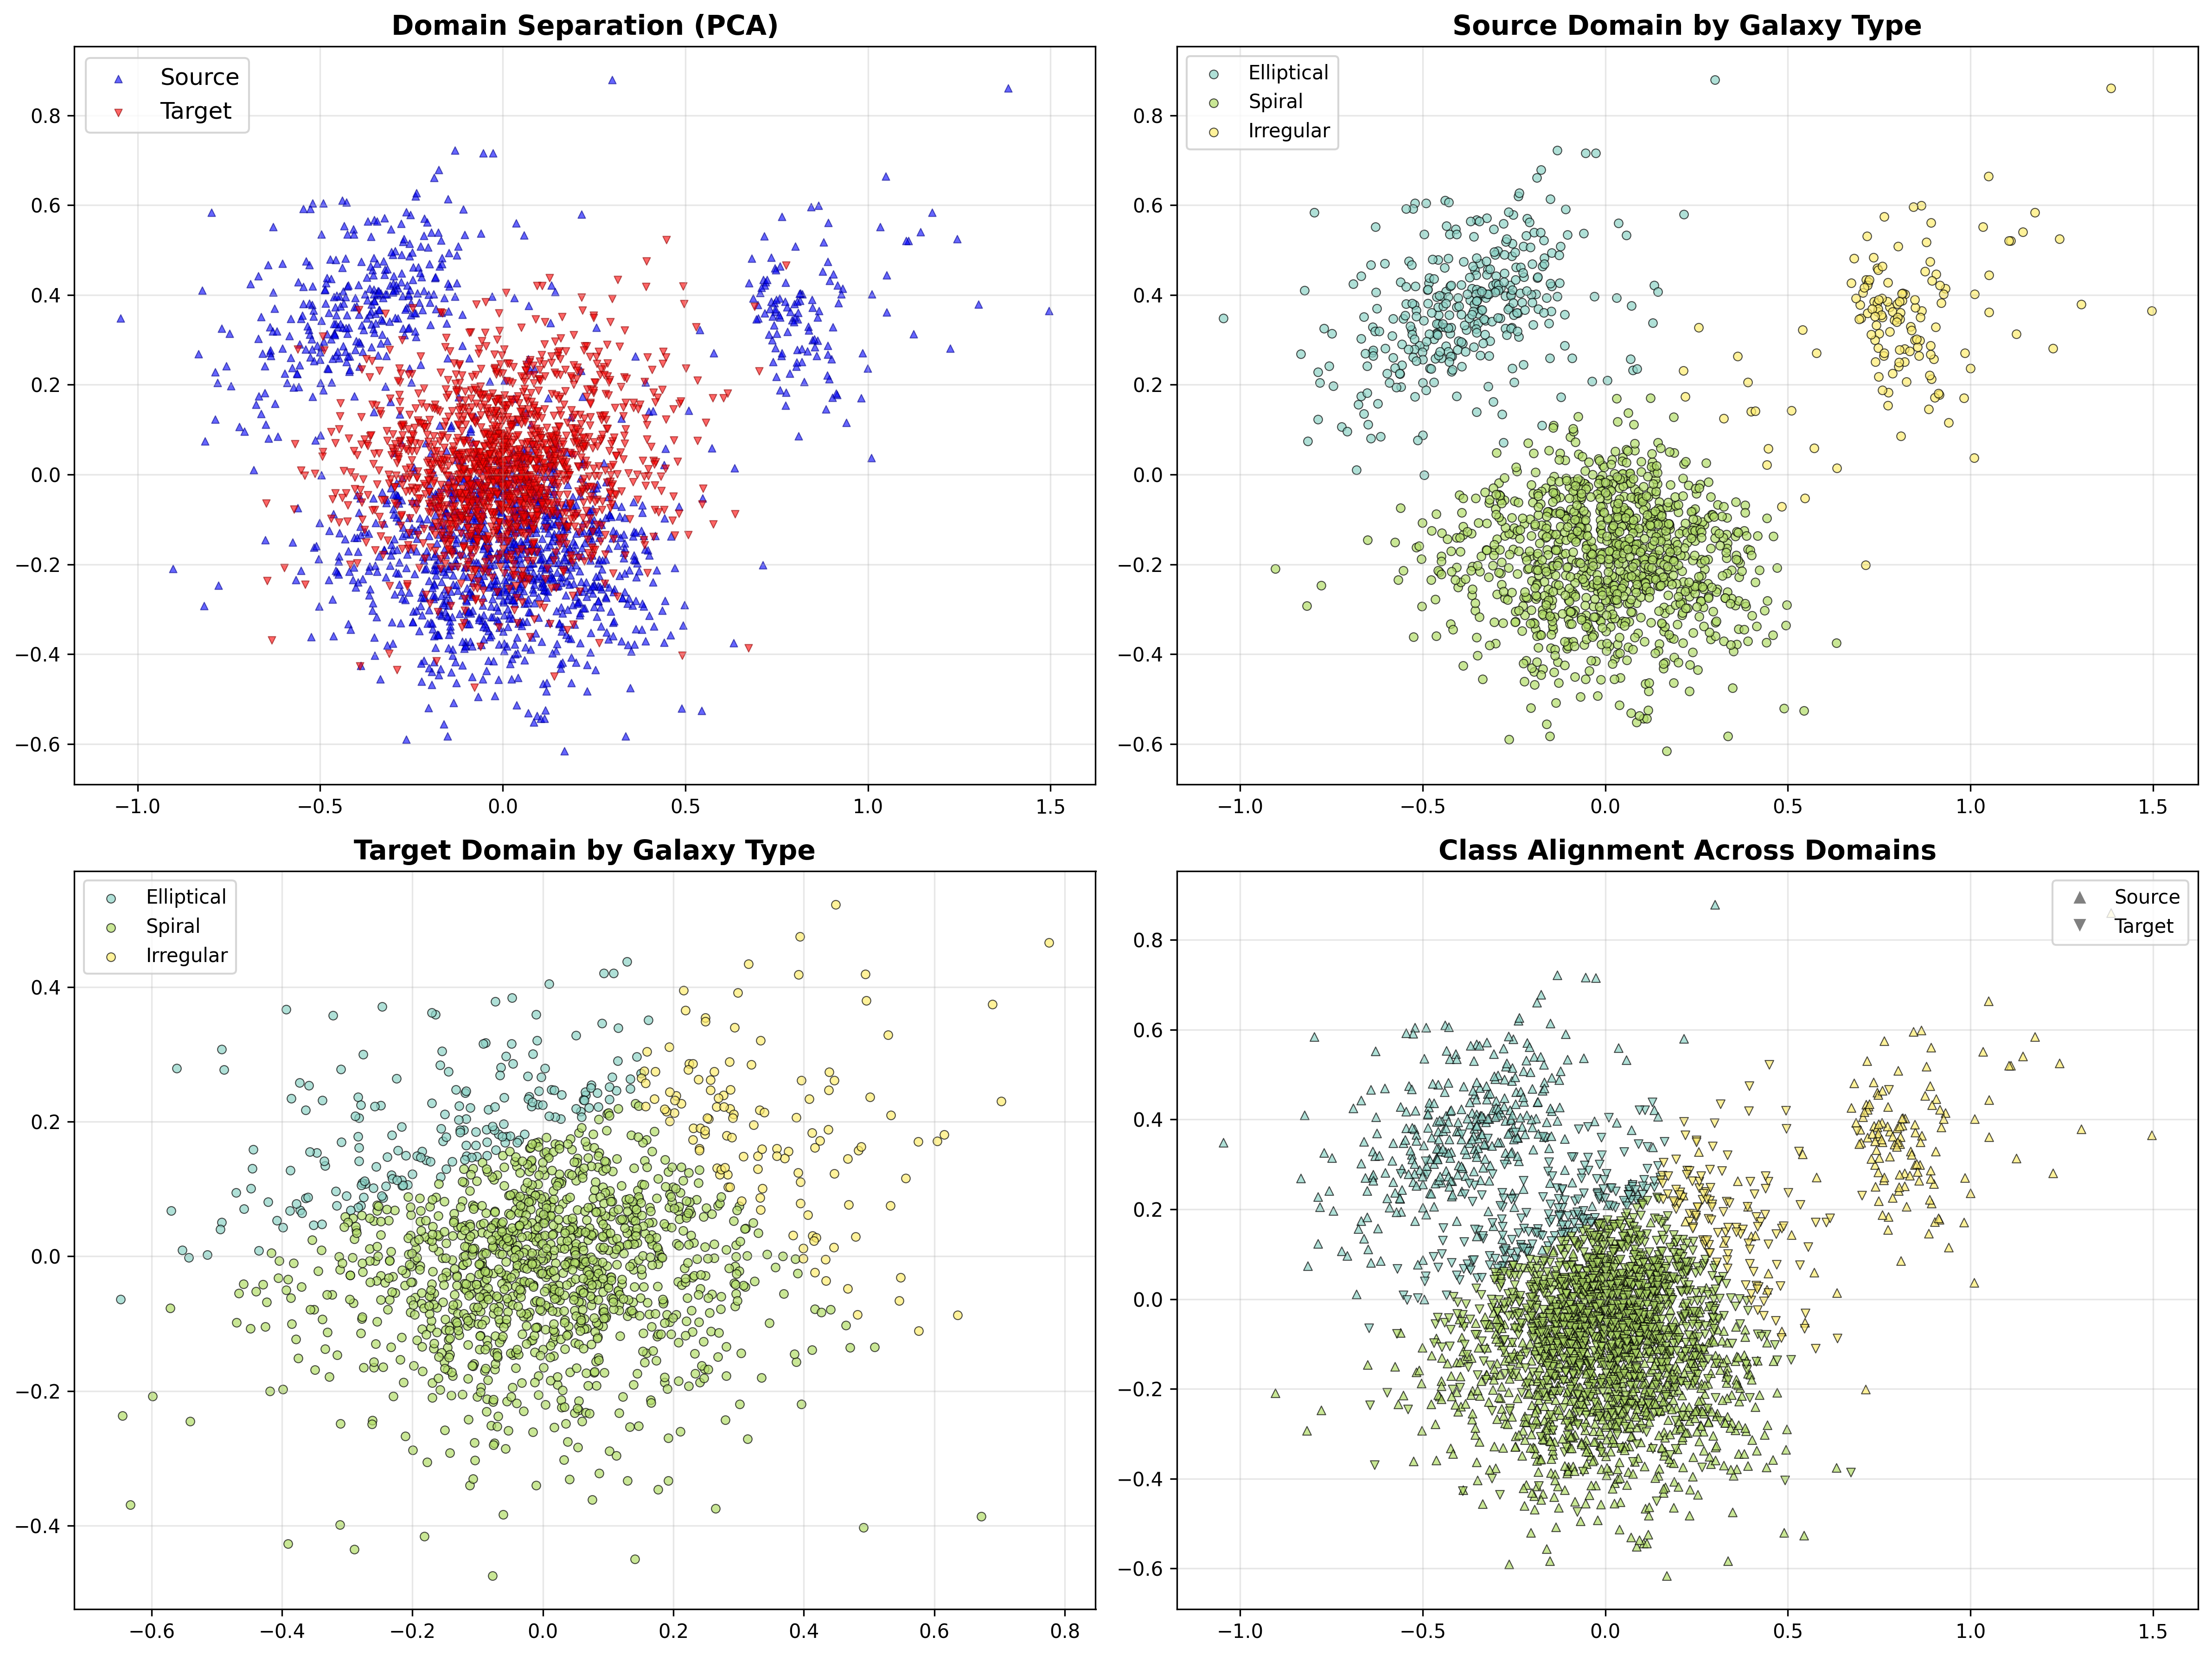 Domain Separation (PCA)
Source
Target
0.8
0.6
0.4
0.2
0.0
−0.2
−0.4
−0.6
−1.0 −0.5 0.0 0.5 1.0 1.5
Source Domain by Galaxy Type
Elliptical
Spiral
Irregular
0.8
0.6
0.4
0.2
0.0
−0.2
−0.4
−0.6
−1.0 −0.5 0.0 0.5 1.0 1.5
Target Domain by Galaxy Type
Elliptical
Spiral
Irregular
0.4
0.2
0.0
−0.2
−0.4
−0.6 −0.4 −0.2 0.0 0.2 0.4 0.6 0.8
Class Alignment Across Domains
Source
Target
0.8
0.6
0.4
0.2
0.0
−0.2
−0.4
−0.6
−1.0 −0.5 0.0 0.5 1.0 1.5